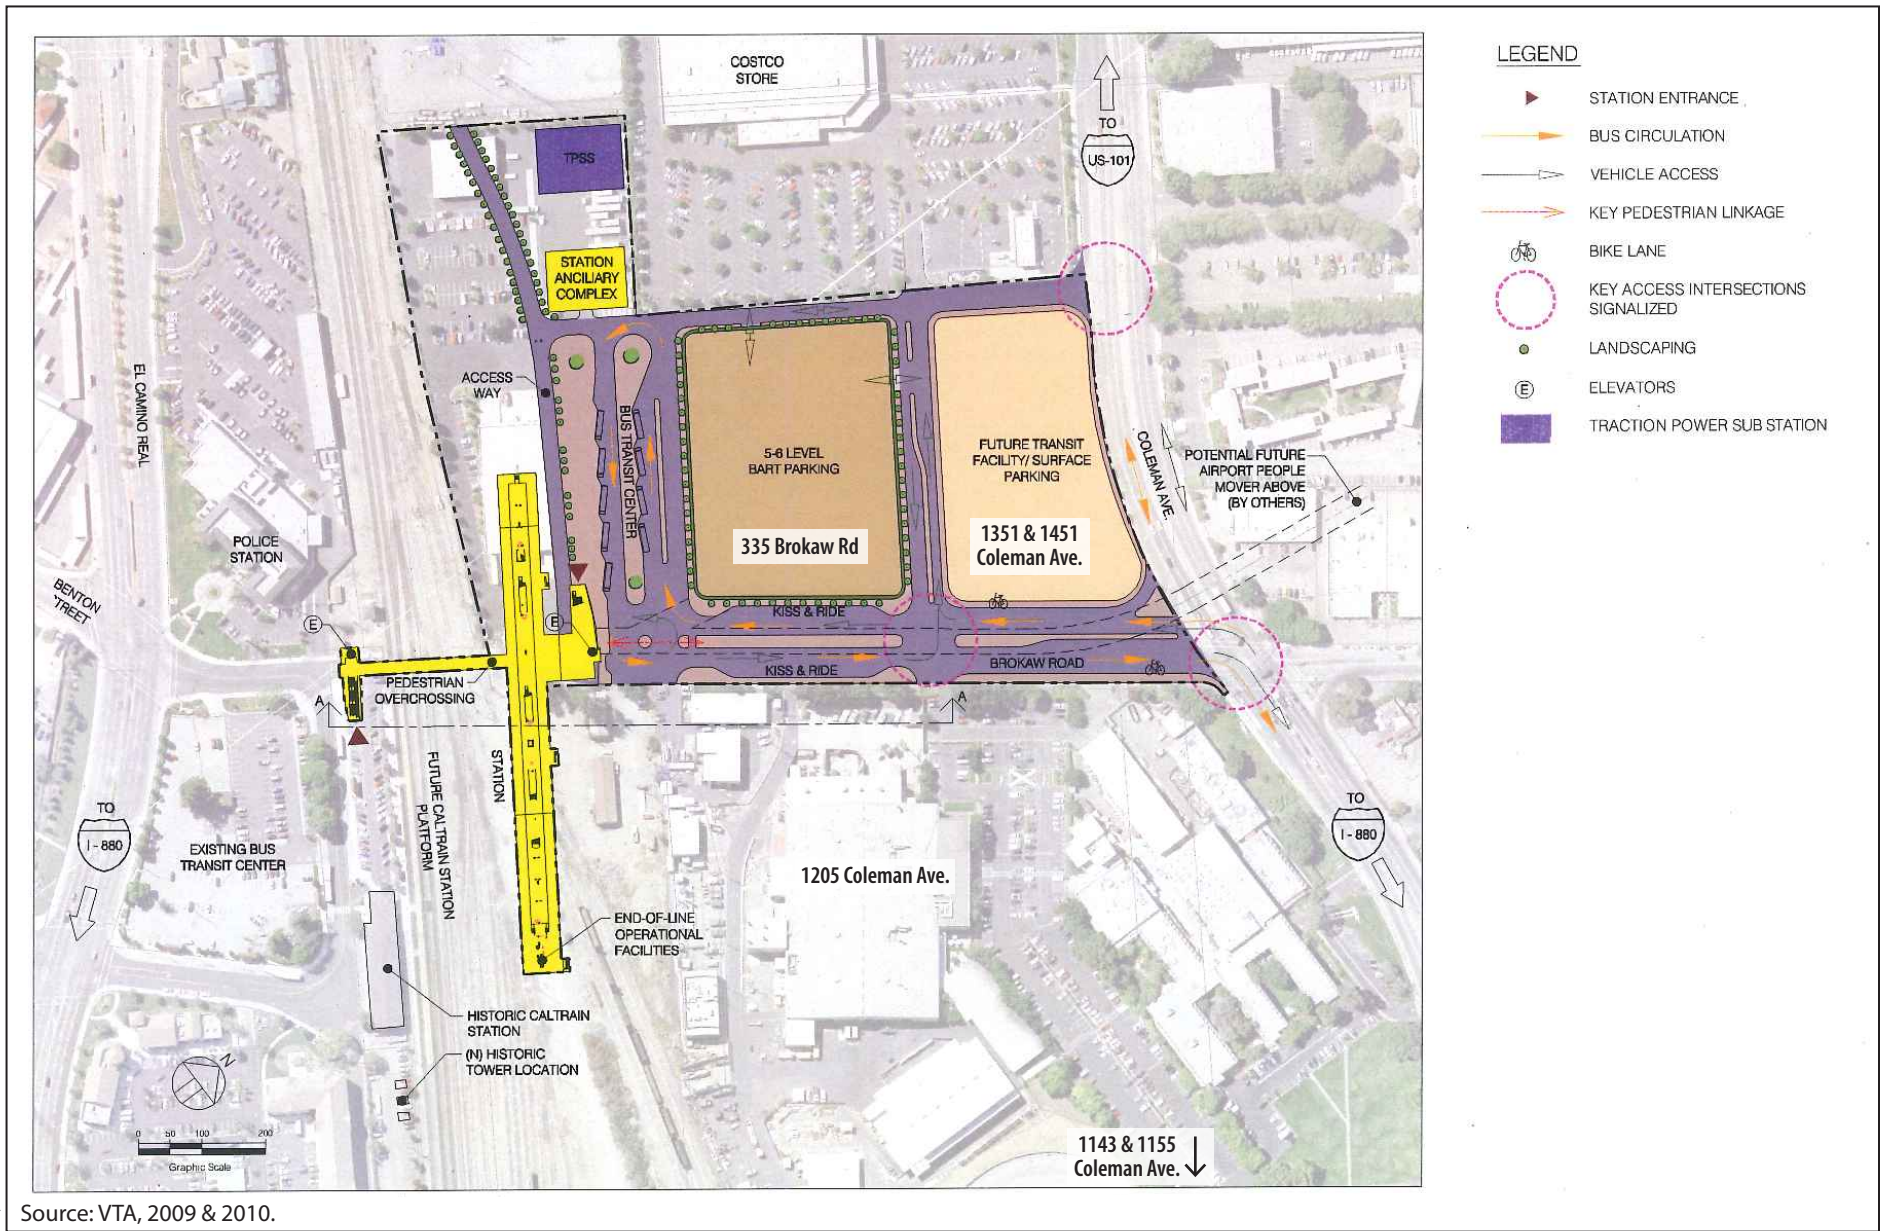 COSTCO
STORE
TO
US-101
TPSS
STATION
ANCILIARY
COMPLEX
EL CAMINO REAL
ACCESS
WAY
BUS TRANSIT CENTER
5-6 LEVEL
BART PARKING
335 Brokaw Rd
FUTURE TRANSIT
FACILITY/ SURFACE
PARKING
1351 & 1451
Coleman Ave.
COLEMAN AVE.
POTENTIAL FUTURE
AIRPORT PEOPLE
MOVER ABOVE
(BY OTHERS)
POLICE
STATION
BENTON
STREET
E
E
KISS & RIDE
KISS & RIDE
BROKAW ROAD
PEDESTRIAN
OVERCROSSING
A
A
STATION
FUTURE CALTRAIN STATION
PLATFORM
TO
I - 880
EXISTING BUS
TRANSIT CENTER
1205 Coleman Ave.
TO
I - 880
END-OF-LINE
OPERATIONAL
FACILITIES
HISTORIC CALTRAIN
STATION
(N) HISTORIC
TOWER LOCATION
N
0 50 100 200
Graphic Scale
1143 & 1155
Coleman Ave.
LEGEND
STATION ENTRANCE
BUS CIRCULATION
VEHICLE ACCESS
KEY PEDESTRIAN LINKAGE
BIKE LANE
KEY ACCESS INTERSECTIONS
SIGNALIZED
LANDSCAPING
E
ELEVATORS
TRACTION POWER SUB STATION
Source: VTA, 2009 & 2010.